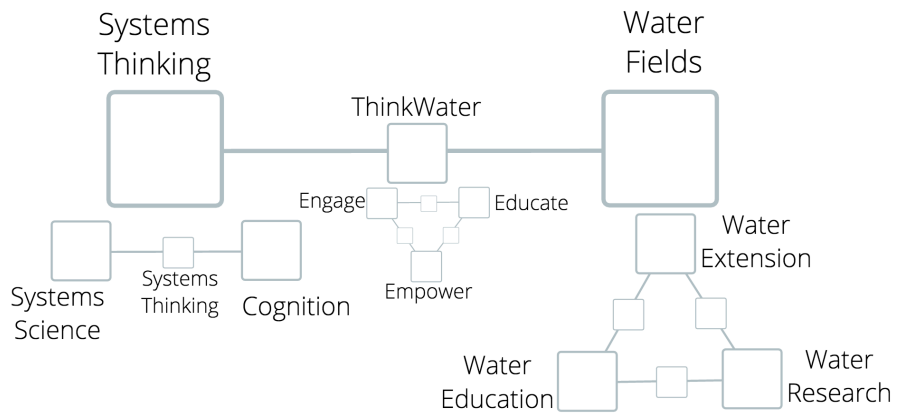 Systems
Thinking
Water
Fields
ThinkWater
Engage
Educate
Empower
Systems
Science
Systems
Thinking
Cognition
Water
Extension
Water
Education
Water
Research